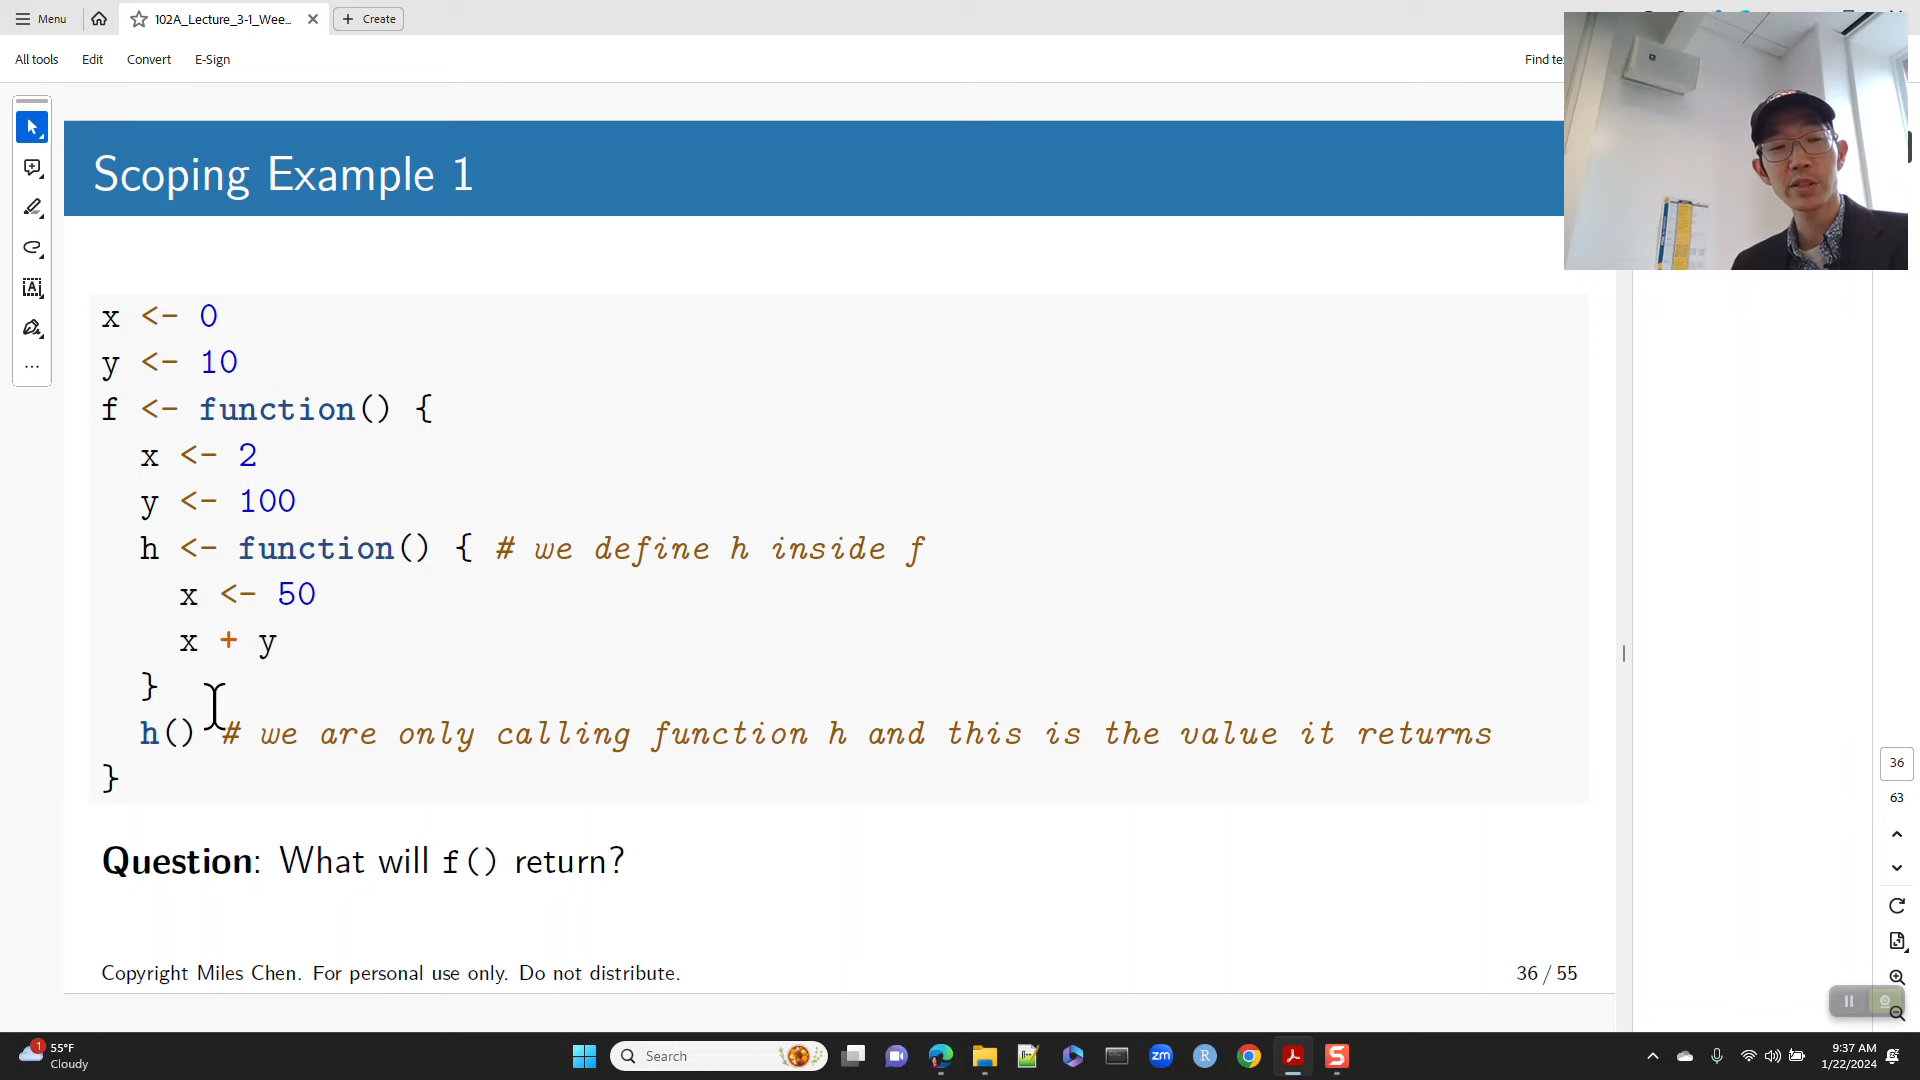 Menu
102A_Lecture_3-1_Wee...
Create
All tools
Edit
Convert
E-Sign
Scoping Example 1
x <- 0
y <- 10
f <- function() {
x <- 2
y <- 100
h <- function() { # we define h inside f
x <- 50
x + y
}
h() # we are only calling function h and this is the value it returns
}
Question: What will f() return?
Copyright Miles Chen. For personal use only. Do not distribute.
36 / 55
36
63
1
55°F
Cloudy
Search
zm
R
S
9:37 AM
1/22/2024